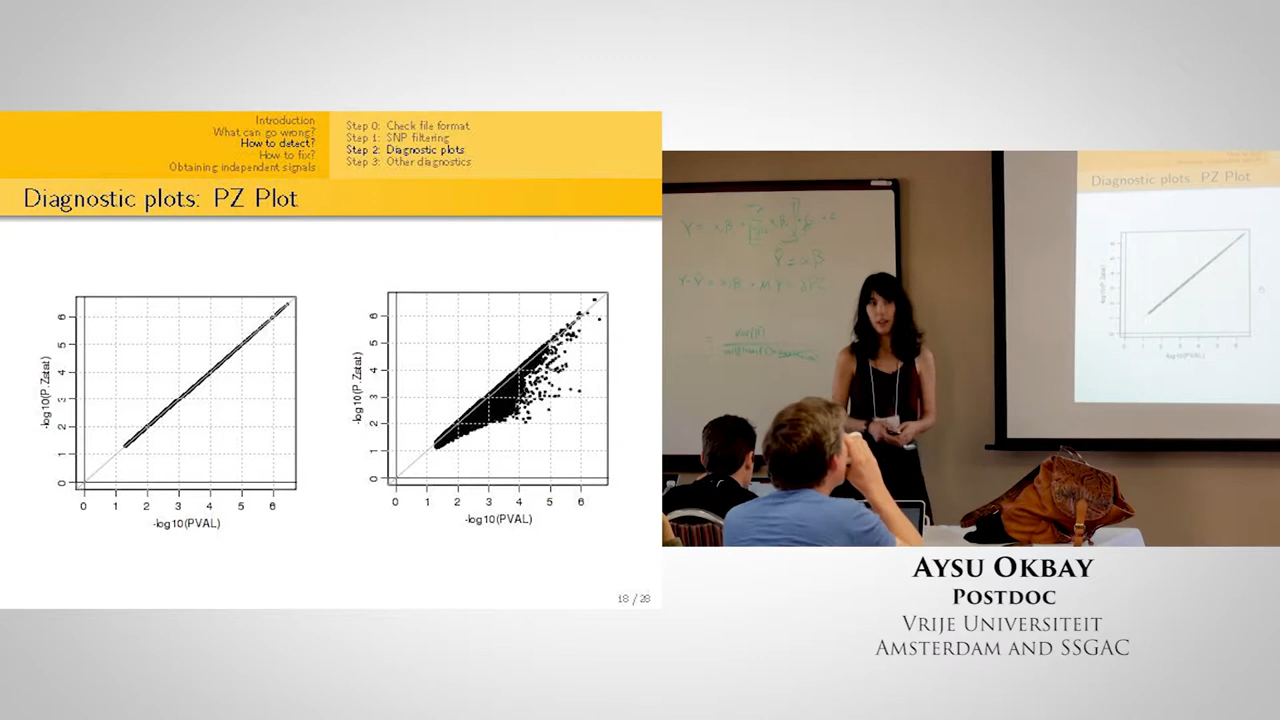 Introduction
What can go wrong?
How to detect?
How to fix?
Obtaining independent signals
Step 0: Check file format
Step 1: SNP filtering
Step 2: Diagnostic plots
Step 3: Other diagnostics
Diagnostic plots: PZ Plot
-log10(P.Zstat)
0 1 2 3 4 5 6
0 1 2 3 4 5 6
-log10(PVAL)
-log10(P.Zstat)
0 1 2 3 4 5 6
0 1 2 3 4 5 6
-log10(PVAL)
18 / 28
Diagnostic plots: PZ Plot
-log10(PVAL)
AYSU OKBAY
POSTDOC
VRIJE UNIVERSITEIT
AMSTERDAM AND SSGAC